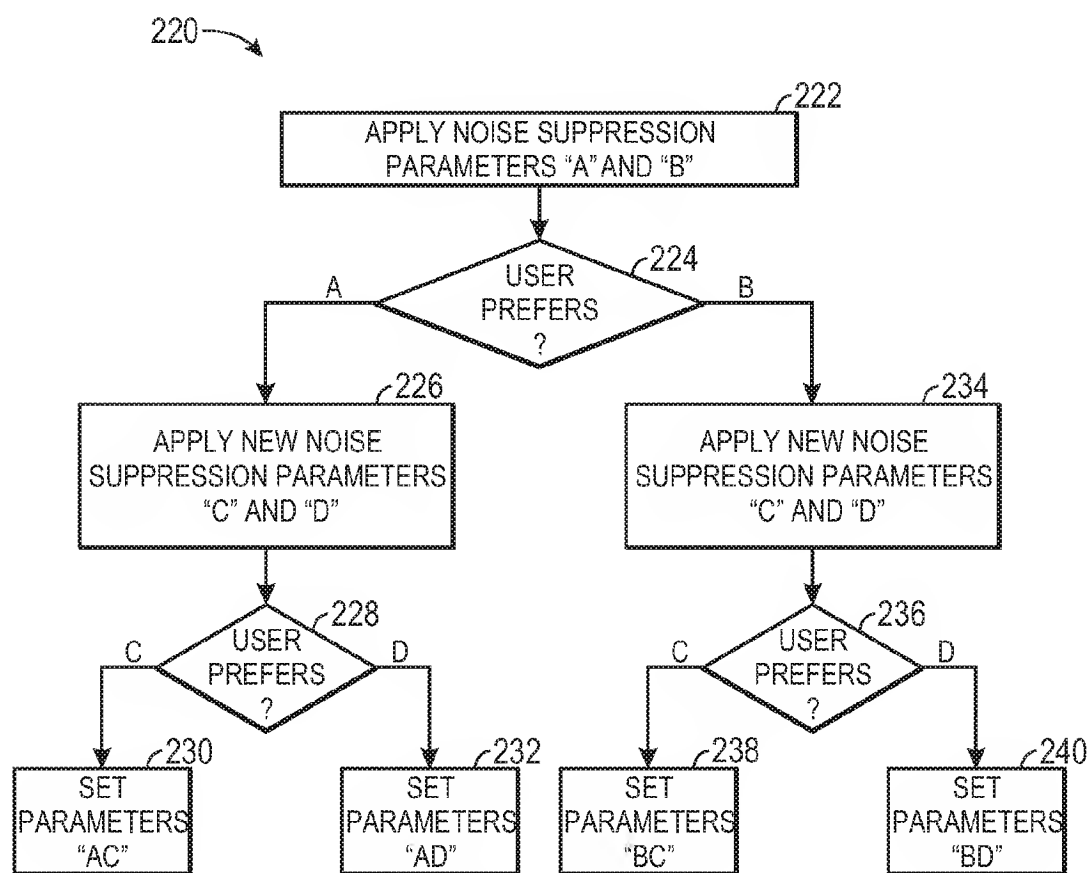 220
222
APPLY NOISE SUPPRESSION
PARAMETERS "A" AND "B"
224
USER
PREFERS
?
A
B
226
APPLY NEW NOISE
SUPPRESSION PARAMETERS
"C" AND "D"
234
APPLY NEW NOISE
SUPPRESSION PARAMETERS
"C" AND "D"
228
USER
PREFERS
?
C
D
236
USER
PREFERS
?
C
D
230
SET
PARAMETERS
"AC"
232
SET
PARAMETERS
"AD"
238
SET
PARAMETERS
"BC"
240
SET
PARAMETERS
"BD"